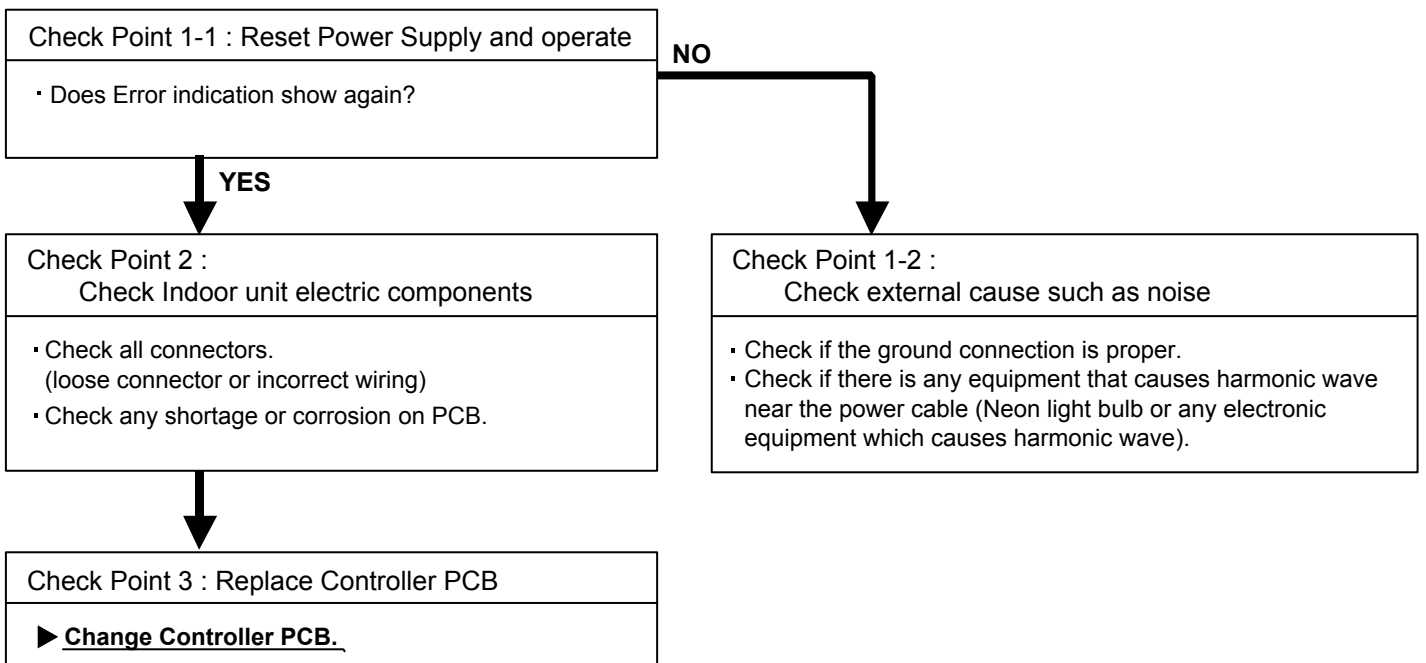 Check Point 1-1 : Reset Power Supply and operate
▪ Does Error indication show again?
NO
YES
Check Point 2 :
Check Indoor unit electric components
▪ Check all connectors.
(loose connector or incorrect wiring)
▪ Check any shortage or corrosion on PCB.
Check Point 1-2 :
Check external cause such as noise
▪ Check if the ground connection is proper.
▪ Check if there is any equipment that causes harmonic wave
near the power cable (Neon light bulb or any electronic
equipment which causes harmonic wave).
Check Point 3 : Replace Controller PCB
▶ Change Controller PCB.